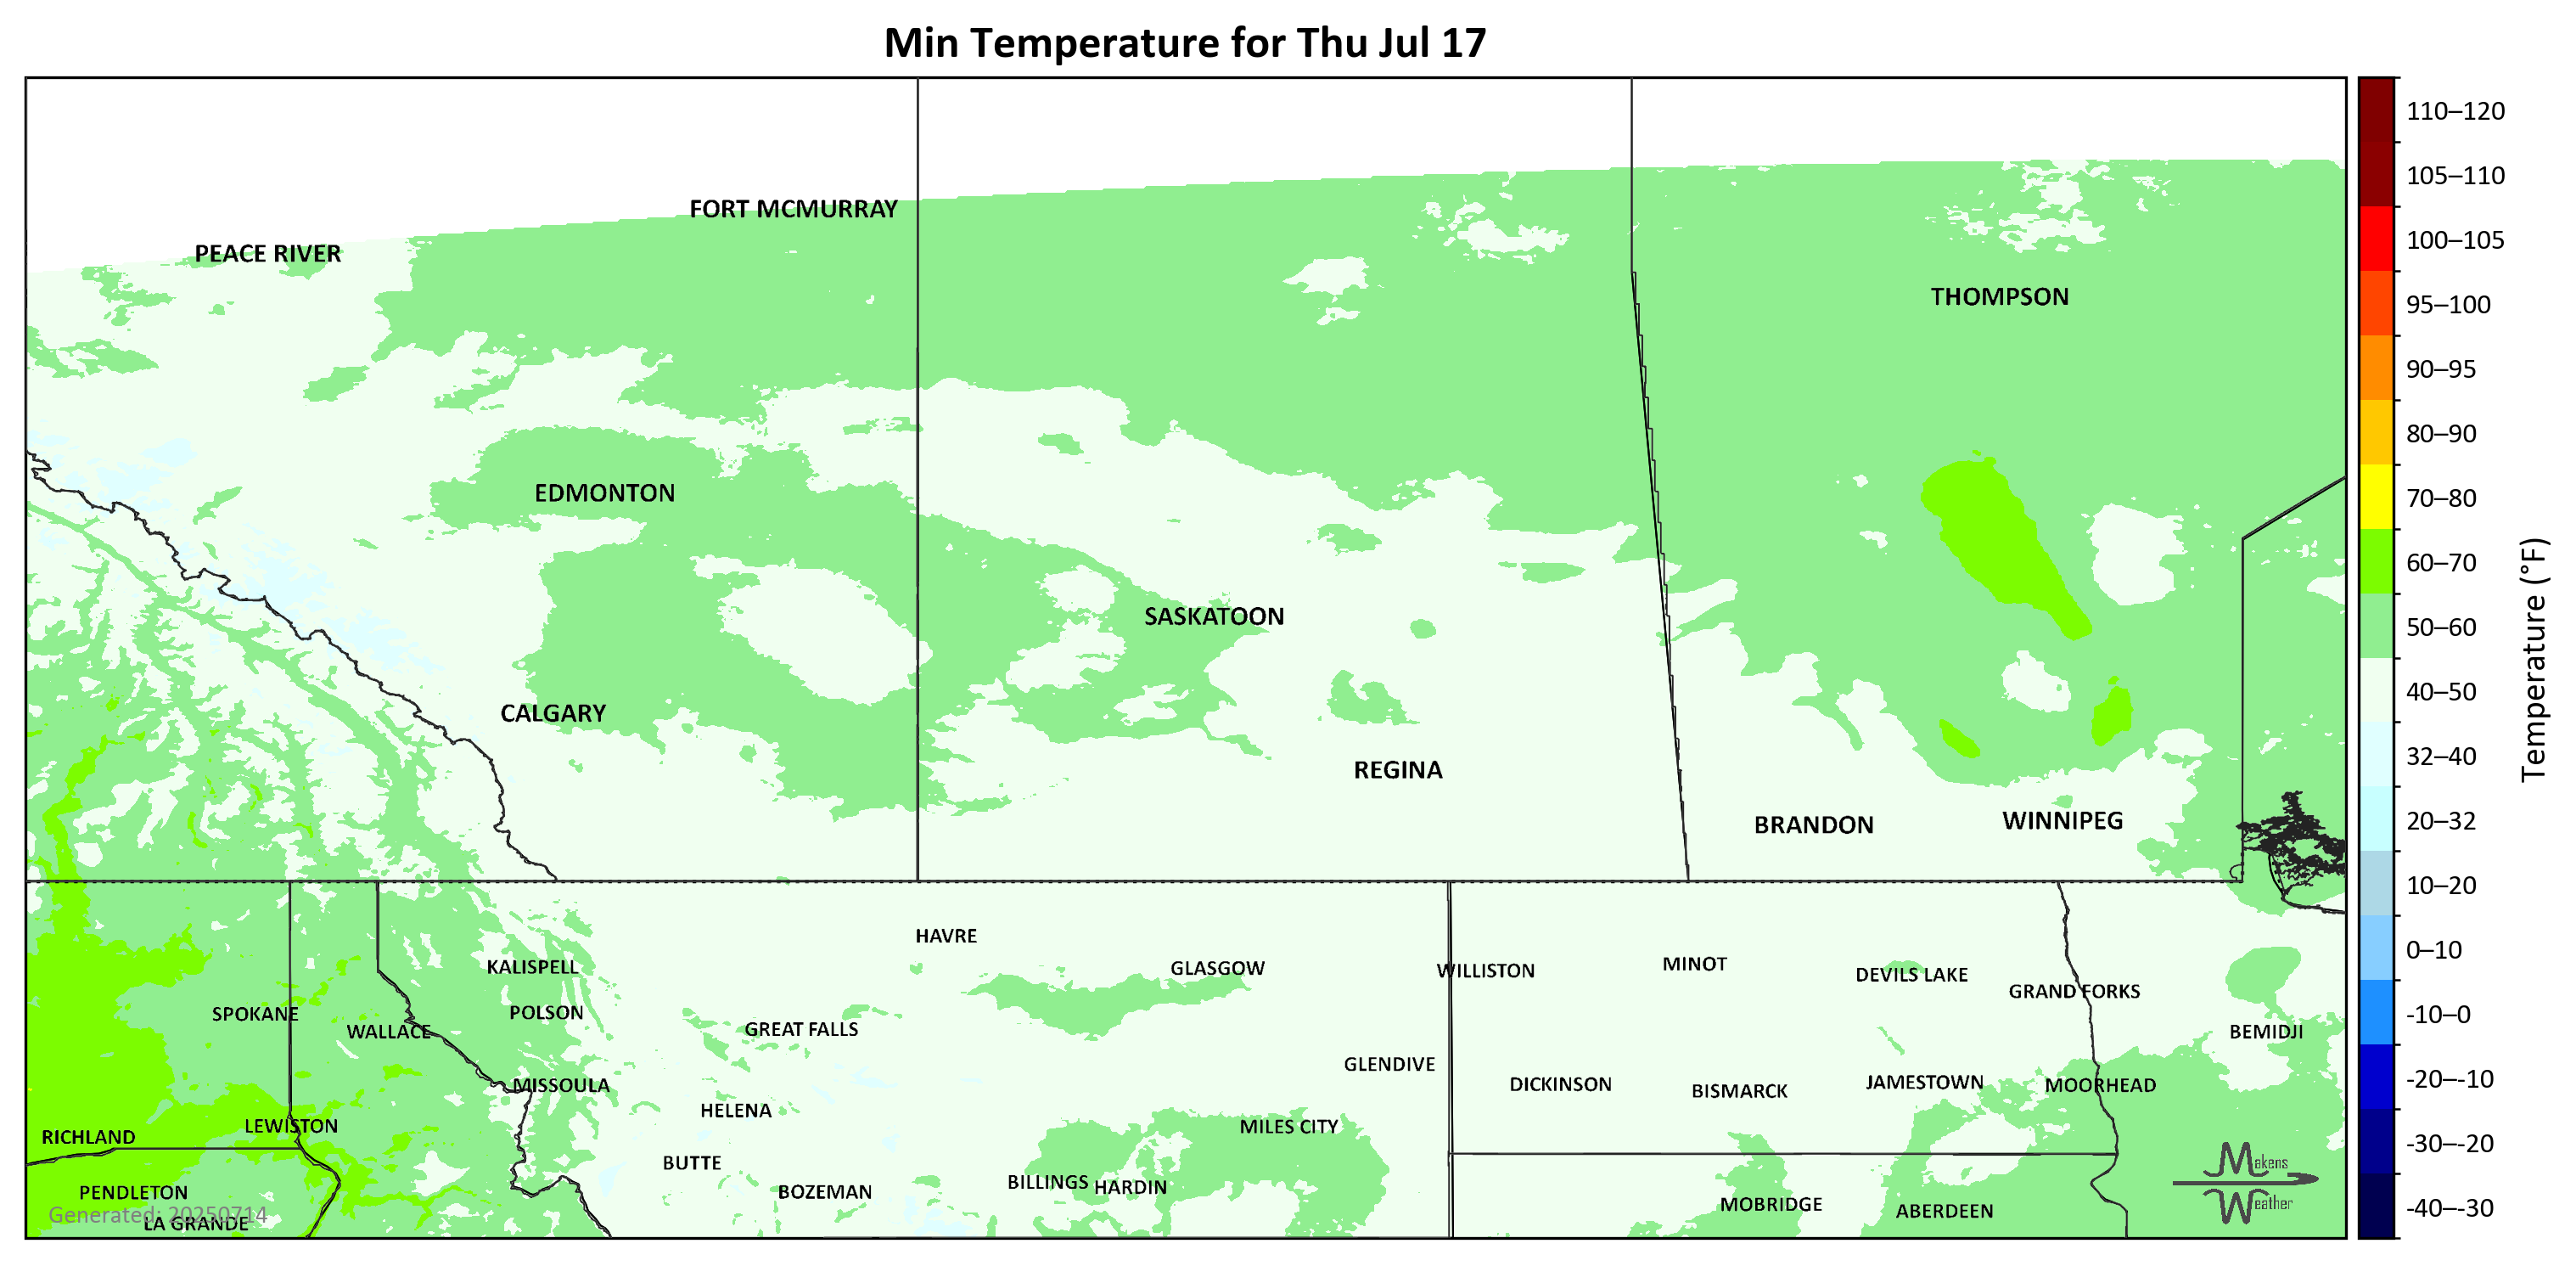 Min Temperature for Thu Jul 17
110–120
105–110
FORT MCMURRAY
100–105
PEACE RIVER
THOMPSON
95–100
90–95
80–90
EDMONTON
70–80
60–70
SASKATOON
50–60
Temperature (°F)
CALGARY
40–50
REGINA
32–40
BRANDON
WINNIPEG
20–32
10–20
HAVRE
0–10
KALISPELL
GLASGOW
WILLISTON
MINOT
DEVILS LAKE
GRAND FORKS
SPOKANE
POLSON
-10–0
WALLACE
GREAT FALLS
BEMIDJI
GLENDIVE
-20–-10
MISSOULA
DICKINSON
BISMARCK
JAMESTOWN
MOORHEAD
HELENA
LEWISTON
MILES CITY
RICHLAND
-30–-20
BUTTE
Makens
Weather
PENDLETON
BOZEMAN
BILLINGS
HARDIN
MOBRIDGE
ABERDEEN
-40–-30
Generated: 20250714
LA GRANDE